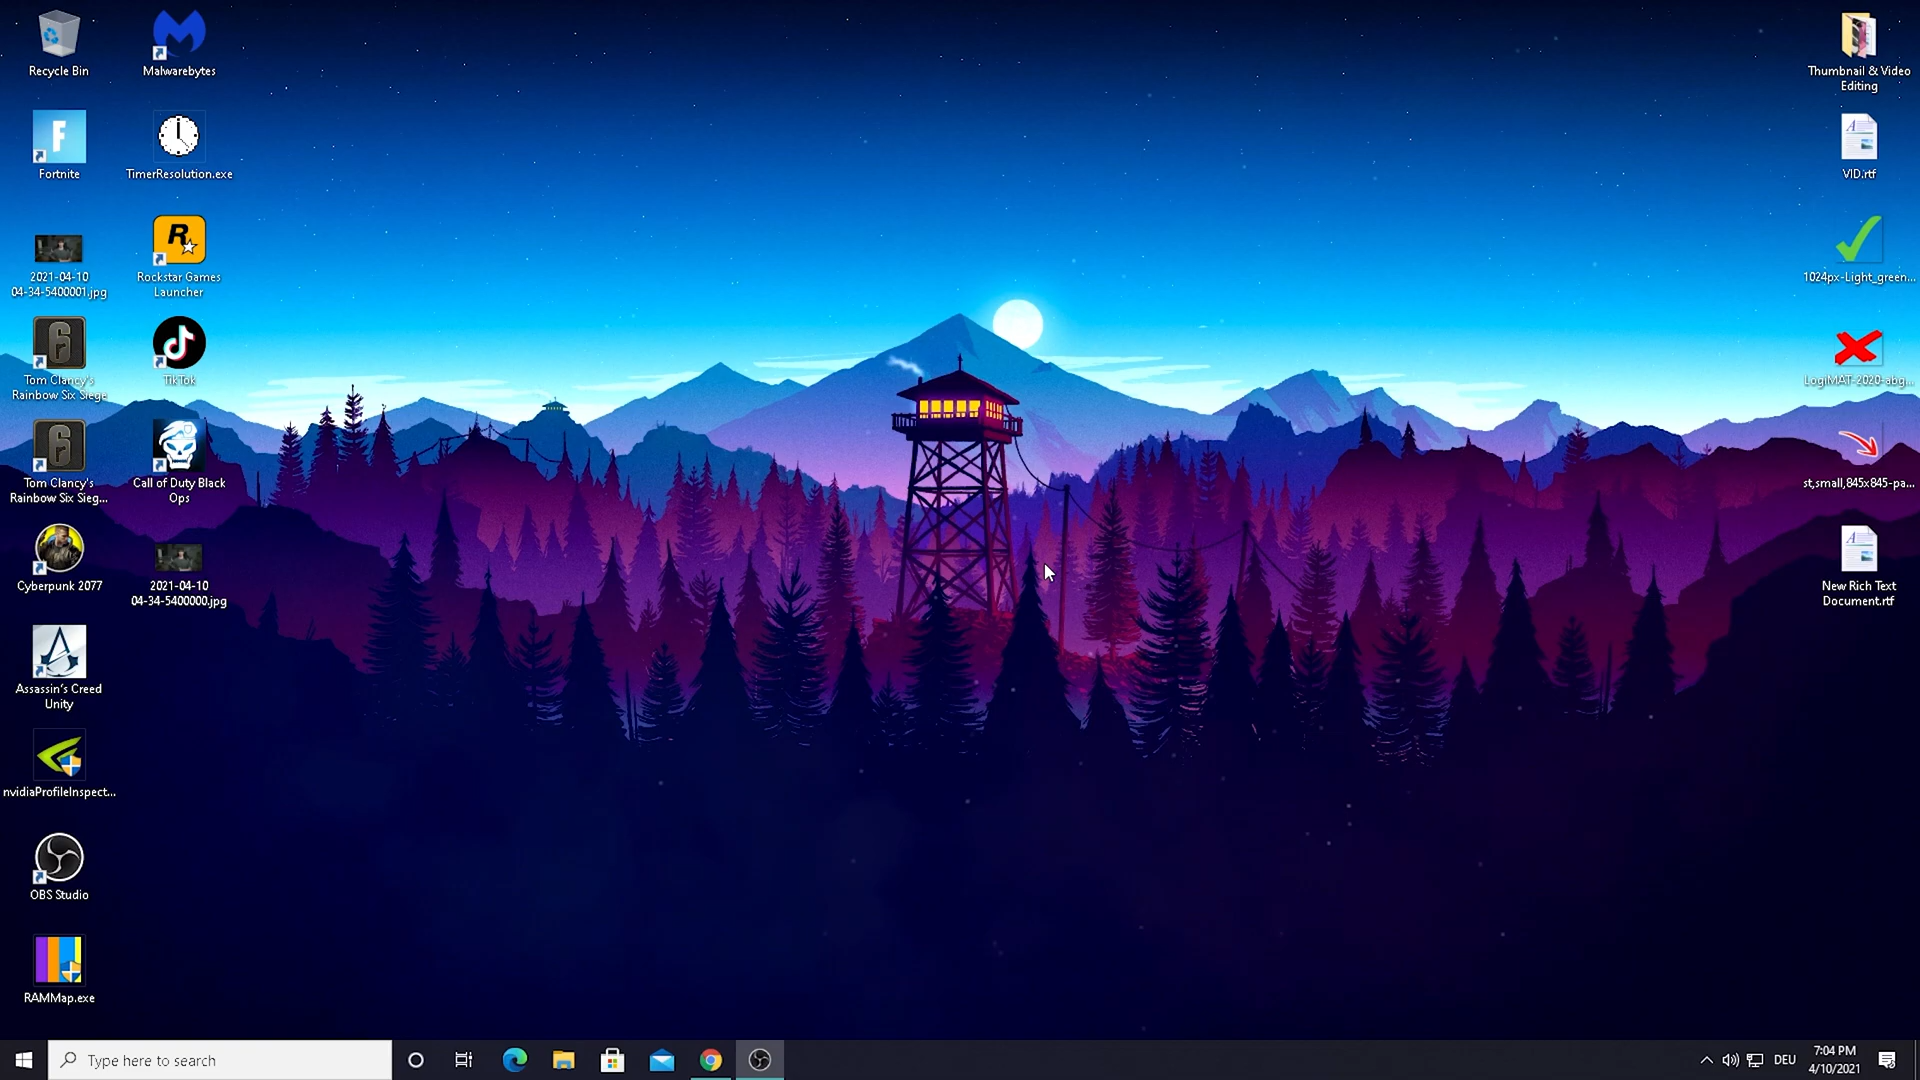 Recycle Bin
Malwarebytes
Fortnite
TimerResolution.exe
2021-04-10
04-34-5400001.jpg
Rockstar Games
Launcher
Tom Clancy's
Rainbow Six Siege
TikTok
Tom Clancy's
Rainbow Six Sieg...
Call of Duty Black
Ops
Cyberpunk 2077
2021-04-10
04-34-5400000.jpg
Assassin's Creed
Unity
nvidiaProfileInspect...
OBS Studio
RAMMap.exe
Thumbnail & Video
Editing
VID.rtf
1024px-Light_green...
LogiMAT-2020-abg...
st,small,845x845-pa...
New Rich Text
Document.rtf
Type here to search
DEU
7:04 PM
4/10/2021